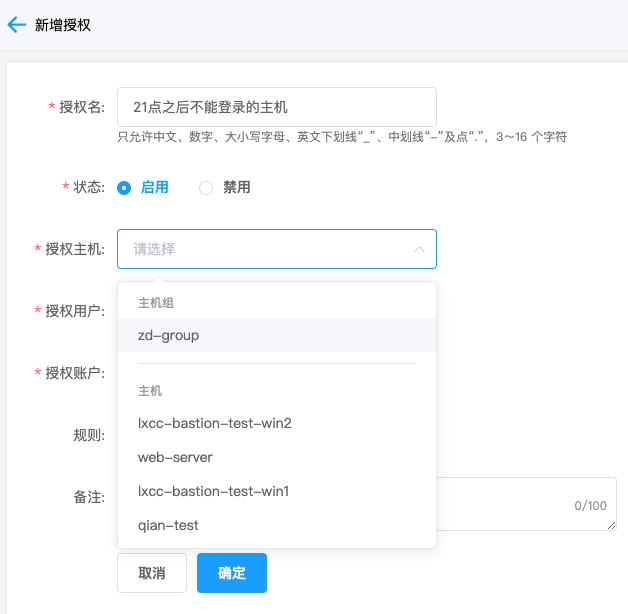 新增授权
* 授权名: 21点之后不能登录的主机
只允许中文、数字、大小写字母、英文下划线“_”、中划线“–”及点“.”，3～16 个字符
* 状态: 启用 禁用
* 授权主机: 请选择
主机组
* 授权用户:
zd-group
* 授权账户:
主机
lxcc-bastion-test-win2
规则:
web-server
lxcc-bastion-test-win1
备注:
0/100
qian-test
取消 确定